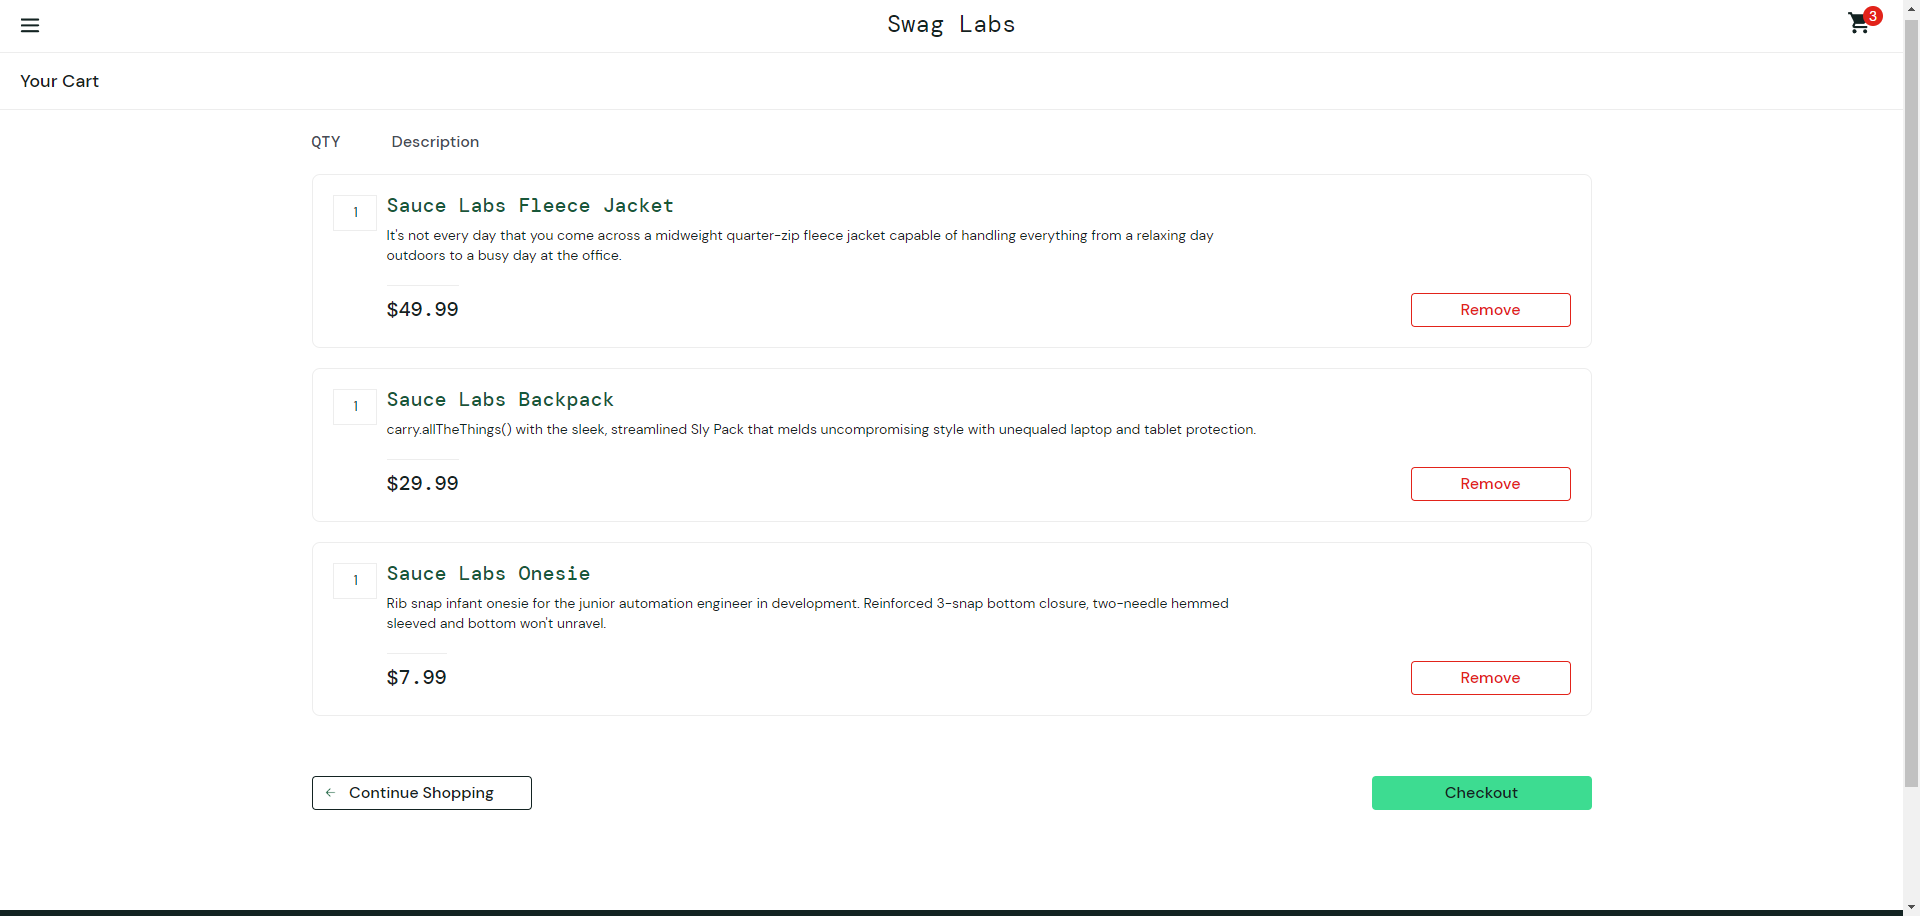 Swag Labs
3
Your Cart
QTY Description
1 Sauce Labs Fleece Jacket
It's not every day that you come across a midweight quarter-zip fleece jacket capable of handling everything from a relaxing day
outdoors to a busy day at the office.
$49.99 Remove
1 Sauce Labs Backpack
carry.allTheThings() with the sleek, streamlined Sly Pack that melds uncompromising style with unequaled laptop and tablet protection.
$29.99 Remove
1 Sauce Labs Onesie
Rib snap infant onesie for the junior automation engineer in development. Reinforced 3-snap bottom closure, two-needle hemmed
sleeved and bottom won't unravel.
$7.99 Remove
Continue Shopping Checkout